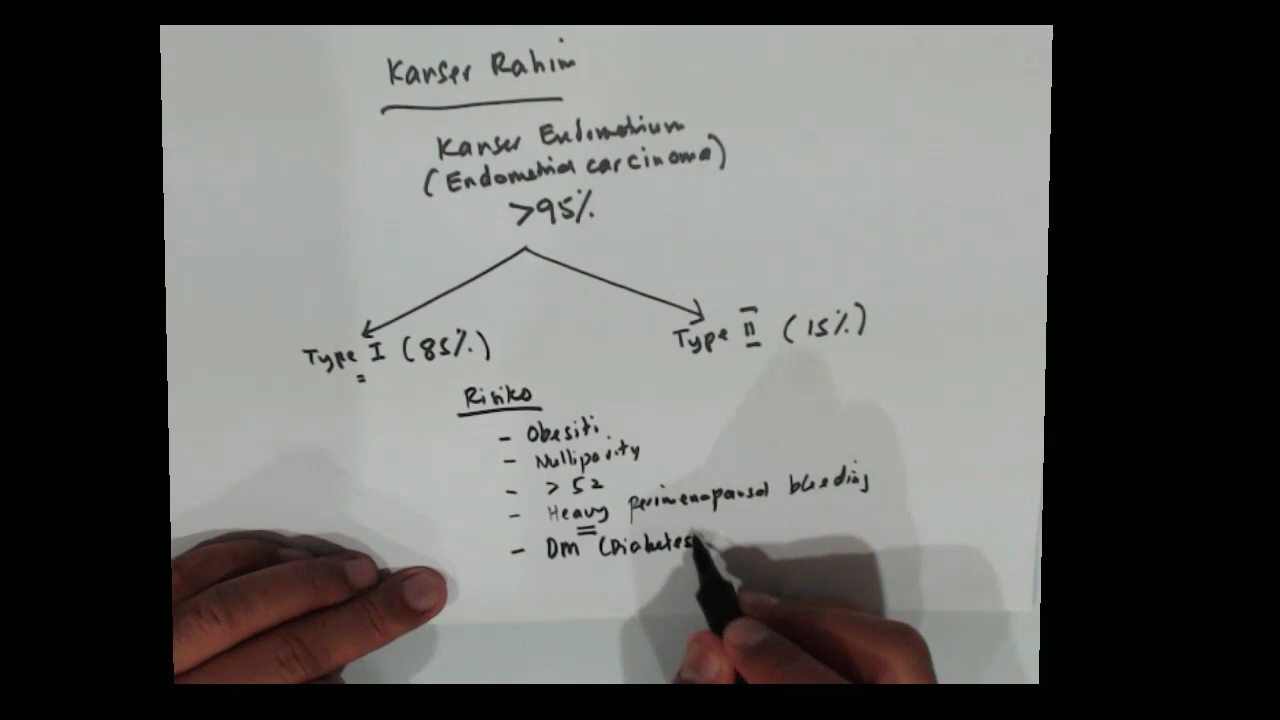 Kanser Rahim
Kanser Endometrium
(Endometrial carcinoma)
>95%
Type I (85%)
Type II (15%)
Risiko
- Obesiti
- Nulliparity
- > 52
- Heavy perimenopausal bleeding
- DM (Diabetes